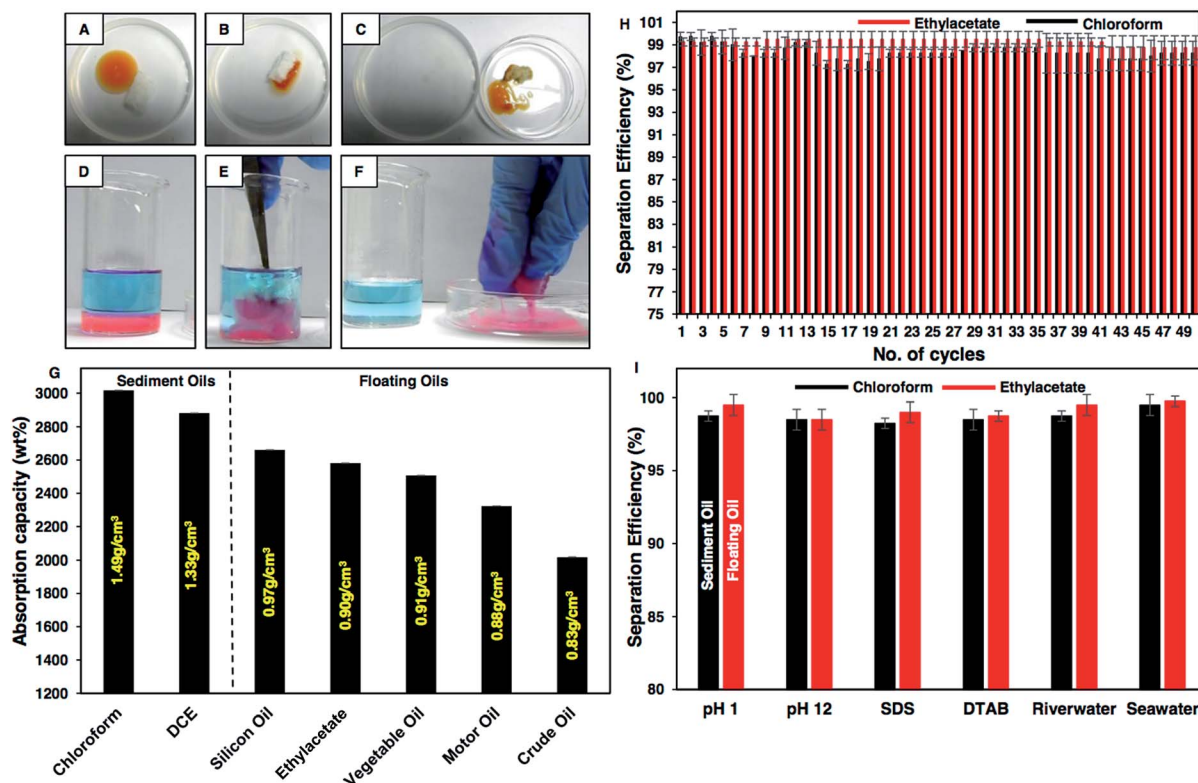 A
B
C
D
E
F
G
Sediment Oils
Floating Oils
Absorption capacity (wt%)
3000
2800
2600
2400
2200
2000
1800
1600
1400
1200
1.49g/cm³
1.33g/cm³
0.97g/cm³
0.90g/cm³
0.91g/cm³
0.88g/cm³
0.83g/cm³
Chloroform
DCE
Silicon Oil
Ethylacetate
Vegetable Oil
Motor Oil
Crude Oil
H
Ethylacetate
Chloroform
Separation Efficiency (%)
101
99
97
95
93
91
89
87
85
83
81
79
77
75
1 3 5 7 9 11 13 15 17 19 21 23 25 27 29 31 33 35 37 39 41 43 45 47 49
No. of cycles
I
Chloroform
Ethylacetate
Separation Efficiency (%)
100
95
90
85
80
Sediment Oil
Floating Oil
pH 1 pH 12 SDS DTAB Riverwater Seawater